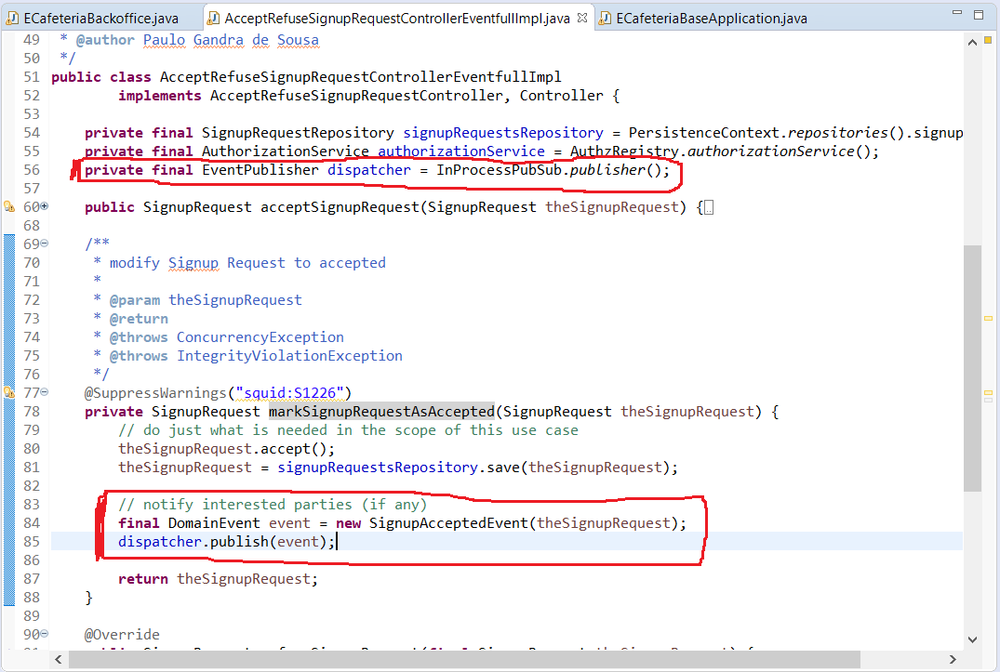 ECafeteriaBackoffice.java AcceptRefuseSignupRequestControllerEventfullImpl.java ECafeteriaBaseApplication.java
49 * @author Paulo Gandra de Sousa
50 */
51 public class AcceptRefuseSignupRequestControllerEventfullImpl
52 implements AcceptRefuseSignupRequestController, Controller {
53
54 private final SignupRequestRepository signupRequestsRepository = PersistenceContext.repositories().signup
55 private final AuthorizationService authorizationService = AuthzRegistry.authorizationService();
56 private final EventPublisher dispatcher = InProcessPubSub.publisher();
57
60 public SignupRequest acceptSignupRequest(SignupRequest theSignupRequest) {
68
69 /**
70 * modify Signup Request to accepted
71 *
72 * @param theSignupRequest
73 * @return
74 * @throws ConcurrencyException
75 * @throws IntegrityViolationException
76 */
77 @SuppressWarnings("squid:S1226")
78 private SignupRequest markSignupRequestAsAccepted(SignupRequest theSignupRequest) {
79 // do just what is needed in the scope of this use case
80 theSignupRequest.accept();
81 theSignupRequest = signupRequestsRepository.save(theSignupRequest);
82
83 // notify interested parties (if any)
84 final DomainEvent event = new SignupAcceptedEvent(theSignupRequest);
85 dispatcher.publish(event);
86
87 return theSignupRequest;
88 }
89
90 @Override